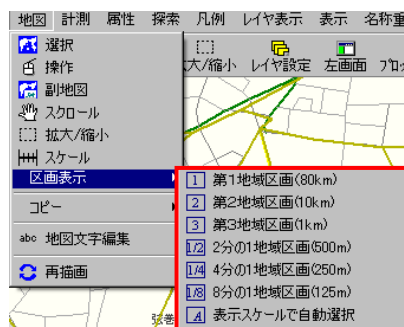 地図 計測 属性 探索 凡例 レイヤ表示 表示
選択
操作
副地図
スクロール
拡大/縮小
スケール
区画表示
コピー
abc 地図文字編集
再描画
大/縮小 レイヤ設定 左画面
1 第1地域区画(80km)
2 第2地域区画(10km)
3 第3地域区画(1km)
1/2 2分の1地域区画(500m)
1/4 4分の1地域区画(250m)
1/8 8分の1地域区画(125m)
A 表示スケールで自動選択